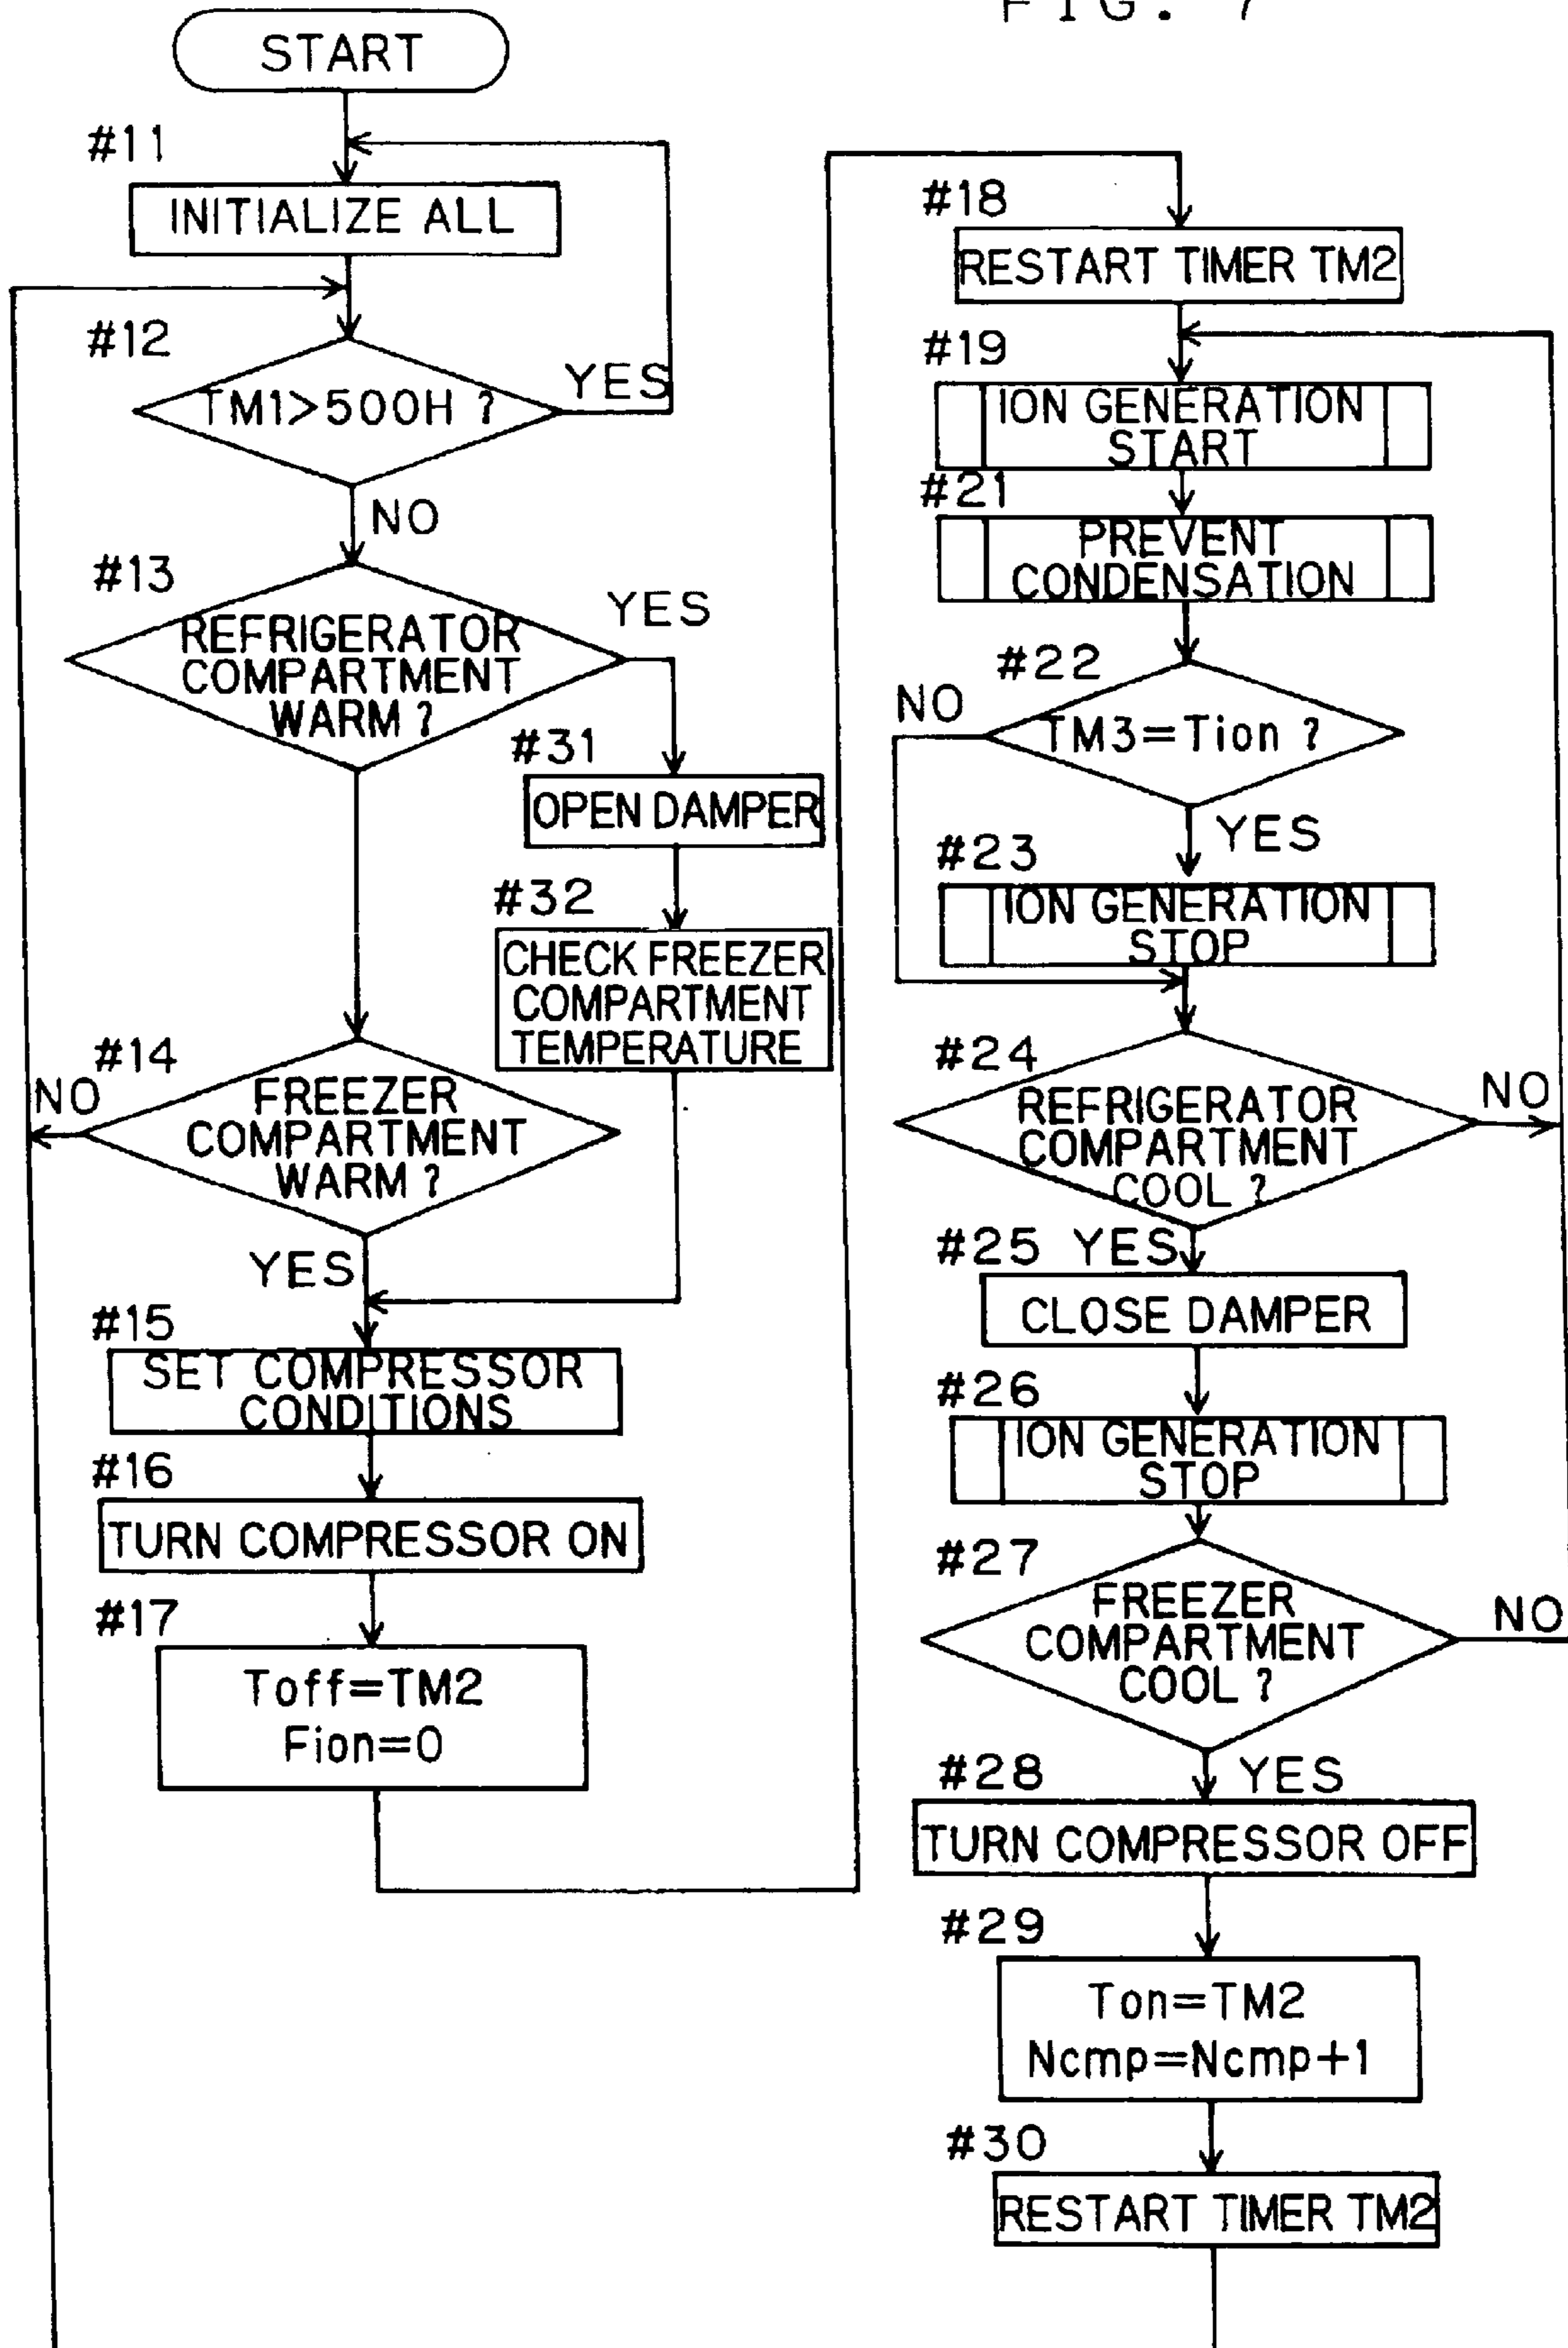 FIG. 7
START
#11
INITIALIZE ALL
#12
TM1>500H ?
YES
NO
#13
REFRIGERATOR
COMPARTMENT
WARM ?
YES
#31
OPEN DAMPER
#32
CHECK FREEZER
COMPARTMENT
TEMPERATURE
#14
NO
FREEZER
COMPARTMENT
WARM ?
YES
#15
SET COMPRESSOR
CONDITIONS
#16
TURN COMPRESSOR ON
#17
Toff=TM2
Fion=0
#18
RESTART TIMER TM2
#19
ION GENERATION
START
#21
PREVENT
CONDENSATION
#22
NO
TM3=Tion ?
YES
#23
ION GENERATION
STOP
#24
REFRIGERATOR
COMPARTMENT
COOL ?
NO
#25 YES
CLOSE DAMPER
#26
ION GENERATION
STOP
#27
FREEZER
COMPARTMENT
COOL ?
NO
#28
YES
TURN COMPRESSOR OFF
#29
Ton=TM2
Ncmp=Ncmp+1
#30
RESTART TIMER TM2